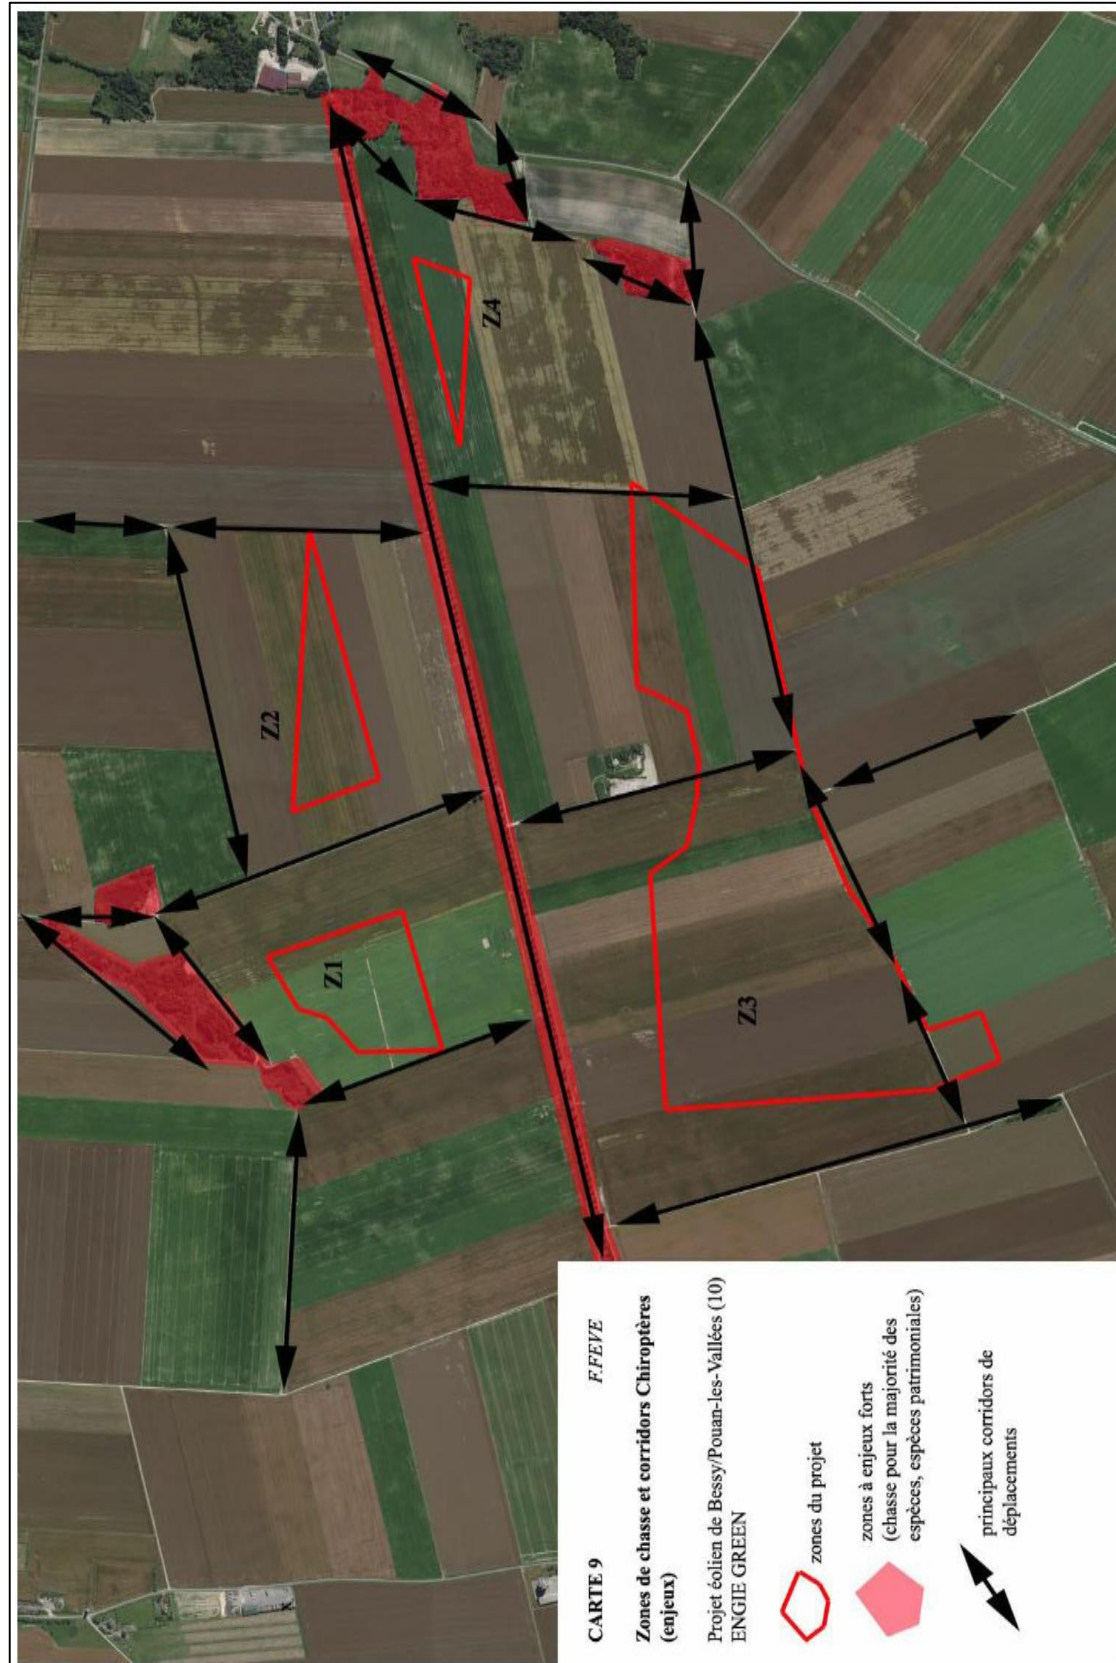 CARTE 9 F.FEVE
Zones de chasse et corridors Chiroptères
(enjeux)
Projet éolien de Bessy/Pouan-les-Vallées (10)
ENGIE GREEN
zones du projet
zones à enjeux forts
(chasse pour la majorité des
espèces, espèces patrimoniales)
principaux corridors de
déplacements
Z1
Z2
Z3
Z4